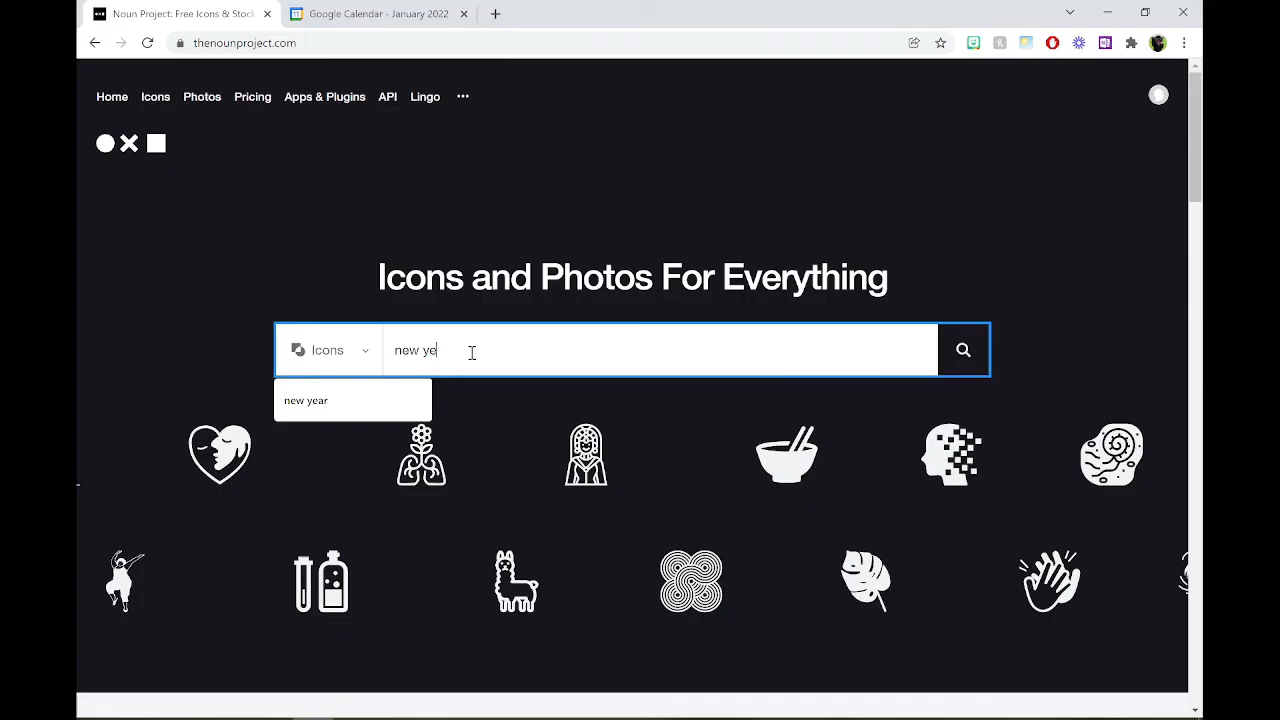 Noun Project: Free Icons & Stock
Google Calendar - January 2022
thenounproject.com
Home Icons Photos Pricing Apps & Plugins API Lingo
Icons and Photos For Everything
Icons new ye
new year